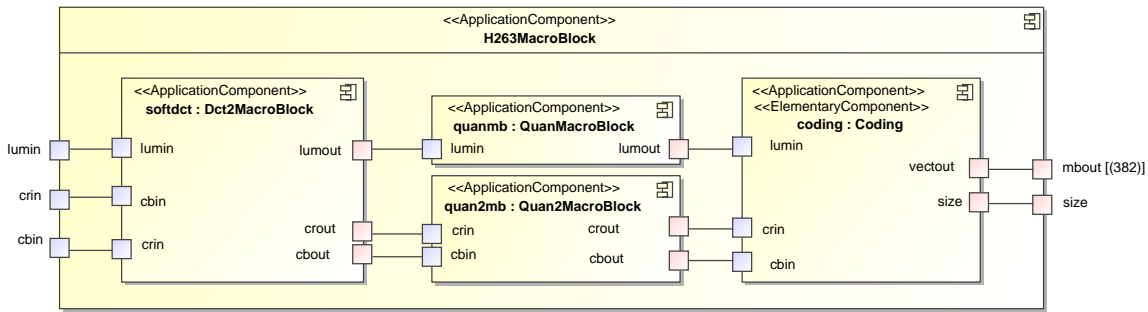 <<ApplicationComponent>>
H263MacroBlock
<<ApplicationComponent>>
softdct : Dct2MacroBlock
<<ApplicationComponent>>
quanmb : QuanMacroBlock
<<ApplicationComponent>>
<<ElementaryComponent>>
coding : Coding
lumin
lumin
lumout
lumin
lumout
lumin
vectout
mbout [(382)]
crin
cbin
<<ApplicationComponent>>
quan2mb : Quan2MacroBlock
size
size
cbin
crin
crout
cbout
crin
cbin
crout
cbout
crin
cbin